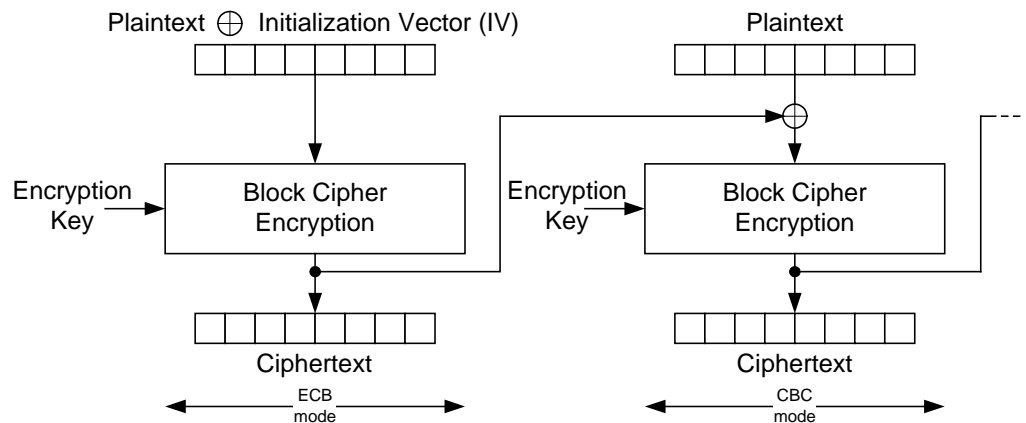 Plaintext ⊕ Initialization Vector (IV)
Plaintext
Encryption
Key
Block Cipher
Encryption
Encryption
Key
Block Cipher
Encryption
Ciphertext
Ciphertext
ECB
mode
CBC
mode